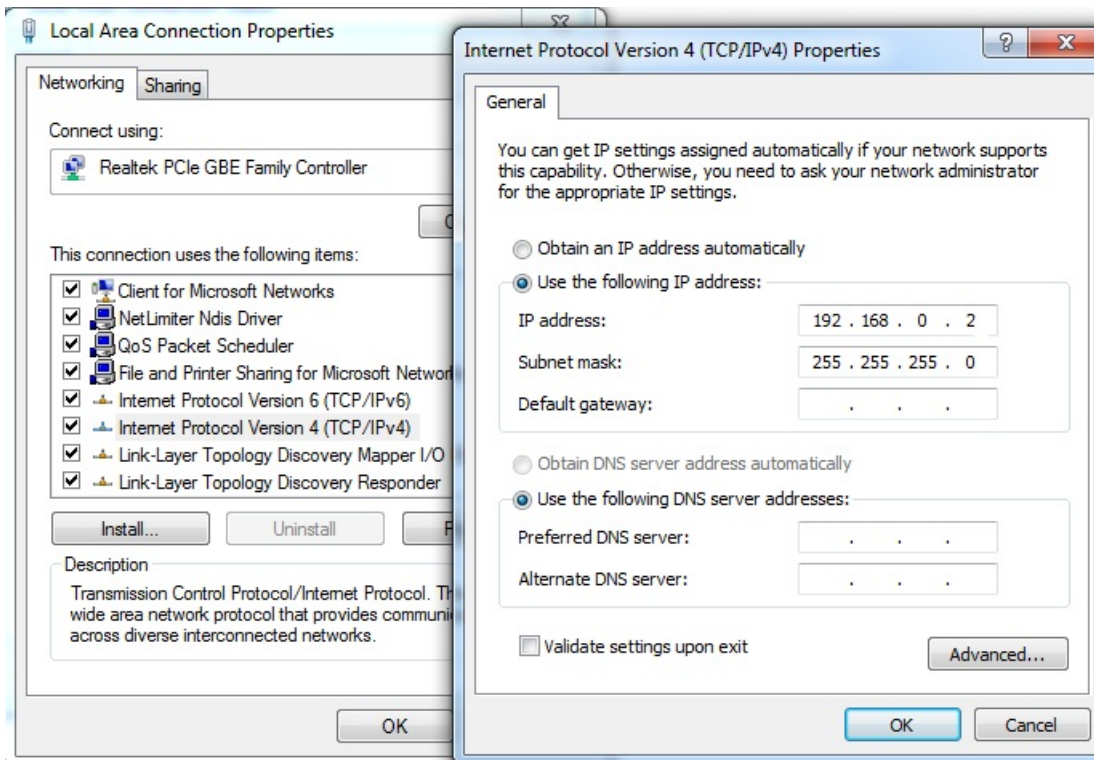 Local Area Connection Properties
Networking
Sharing
Connect using:
Realtek PCIe GBE Family Controller
This connection uses the following items:
Client for Microsoft Networks
NetLimiter Ndis Driver
QoS Packet Scheduler
File and Printer Sharing for Microsoft
Internet Protocol Version 6 (TCP/IPv6)
Internet Protocol Version 4 (TCP/IPv4)
Link-Layer Topology Discovery Mapper I/O
Link-Layer Topology Discovery Responder
Install...
Uninstall
Description
Transmission Control Protocol/Internet Protocol.
wide area network protocol that provides
across diverse interconnected networks.
OK
Internet Protocol Version 4 (TCP/IPv4) Properties
General
You can get IP settings assigned automatically if your network supports
this capability. Otherwise, you need to ask your network administrator
for the appropriate IP settings.
Obtain an IP address automatically
Use the following IP address:
IP address:
192 . 168 . 0 . 2
Subnet mask:
255 . 255 . 255 . 0
Default gateway:
. . .
Obtain DNS server address automatically
Use the following DNS server addresses:
Preferred DNS server:
. . .
Alternate DNS server:
. . .
Validate settings upon exit
Advanced...
OK
Cancel